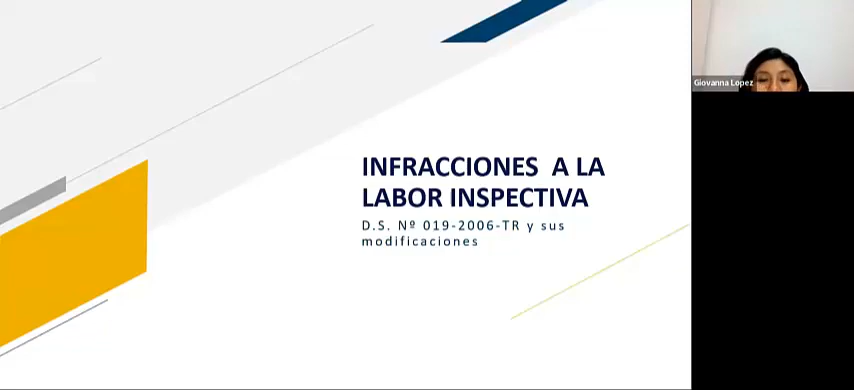 INFRACCIONES A LA
LABOR INSPECTIVA
D.S. Nº 019-2006-TR y sus
modificaciones
Giovanna Lopez